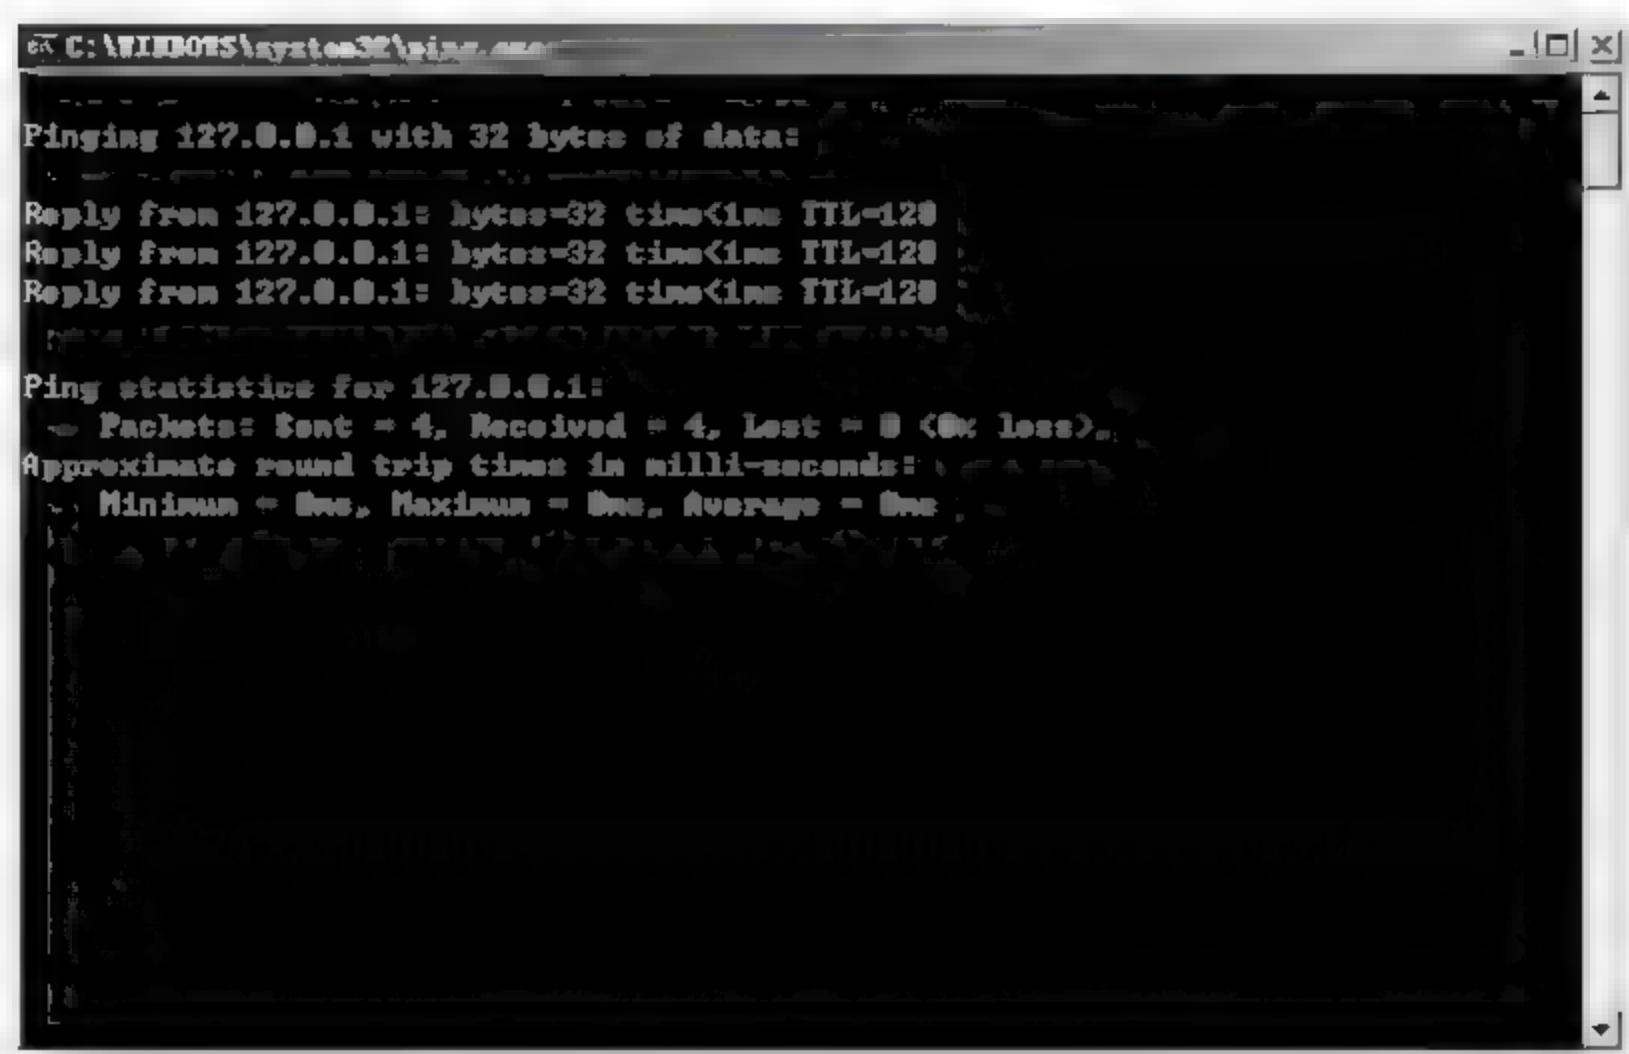 C:\WINDOWS\system32\ping.exe
Pinging 127.0.0.1 with 32 bytes of data:
Reply from 127.0.0.1: bytes=32 time<1ms TTL=128
Reply from 127.0.0.1: bytes=32 time<1ms TTL=128
Reply from 127.0.0.1: bytes=32 time<1ms TTL=128
Ping statistics for 127.0.0.1:
Packets: Sent = 4, Received = 4, Lost = 0 (0% loss),
Approximate round trip times in milli-seconds:
Minimum = 0ms, Maximum = 0ms, Average = 0ms